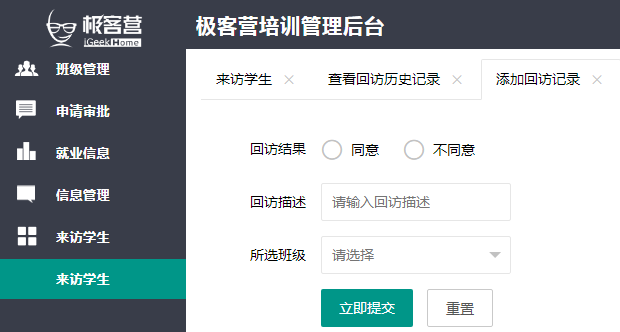 极客营
iGeekHome
极客营培训管理后台
班级管理
申请审批
就业信息
信息管理
来访学生
来访学生
来访学生
查看回访历史记录
添加回访记录
回访结果 同意 不同意
回访描述 请输入回访描述
所选班级 请选择
立即提交 重置